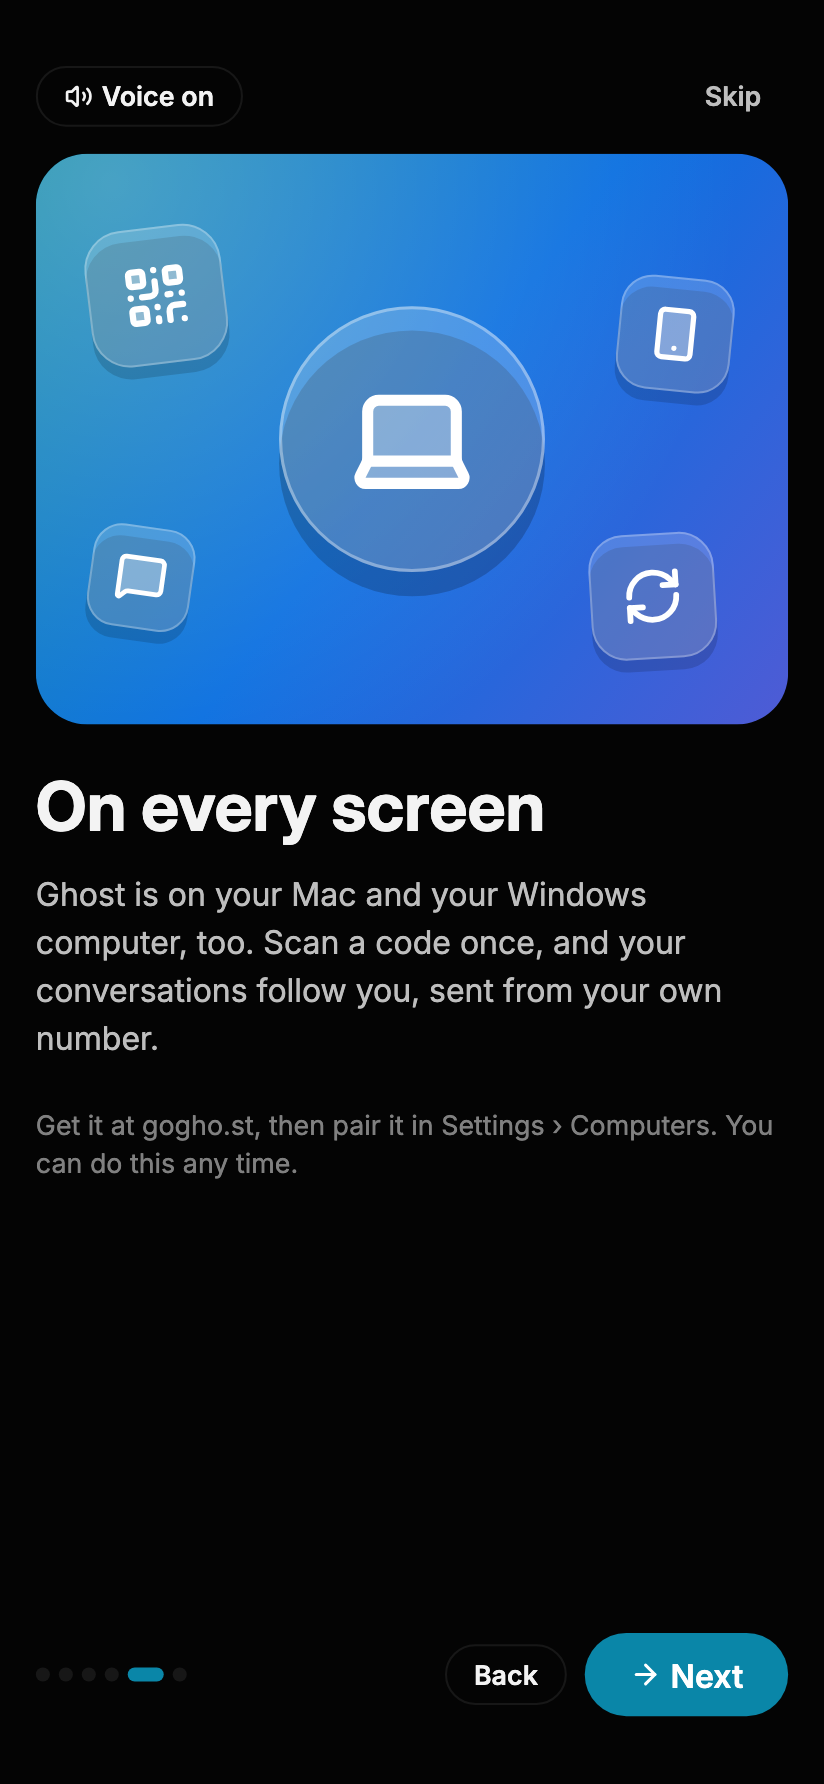 Voice on
Skip
On every screen
Ghost is on your Mac and your Windows
computer, too. Scan a code once, and your
conversations follow you, sent from your own
number.
Get it at gogho.st, then pair it in Settings › Computers. You
can do this any time.
Back
Next